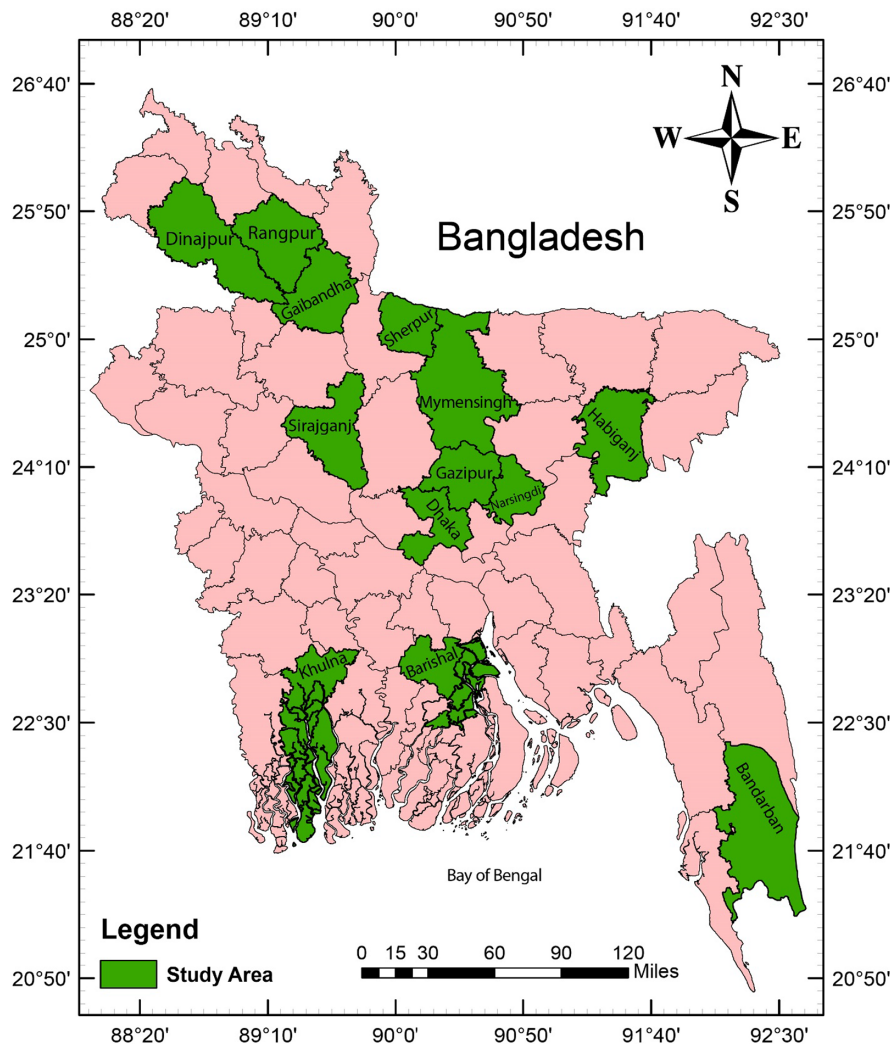 88°20' 89°10' 90°00' 90°50' 91°40' 92°30'
26°40' 26°40'
N
W E
S
25°50' 25°50'
Bangladesh
Dinajpur Rangpur
Gaibandha
Sherpur
25°0' 25°0'
Mymensingh
Sirajganj Habiganj
24°10' 24°10'
Gazipur
Narsingdi
Dhaka
23°20' 23°20'
Khulna Barishal
22°30' 22°30'
Bandarban
21°40' 21°40'
Bay of Bengal
Legend
Study Area
0 15 30 60 90 120
Miles
20°50' 20°50'
88°20' 89°10' 90°00' 90°50' 91°40' 92°30'